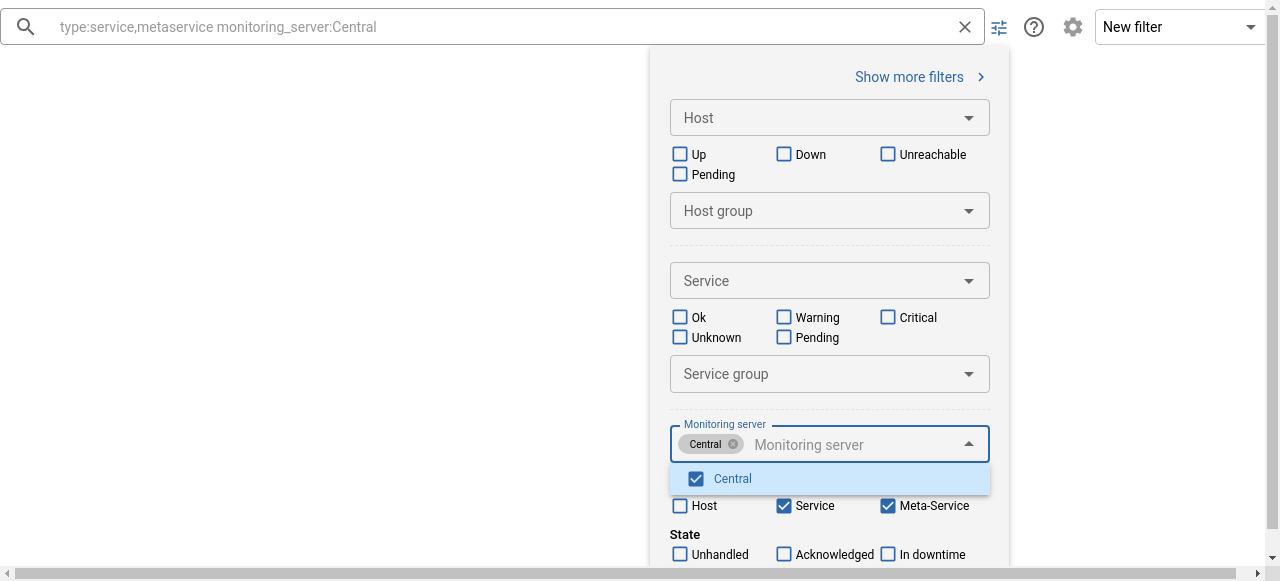 type:service,metaservice monitoring_server:Central
New filter
Show more filters
Host
Up Down Unreachable
Pending
Host group
Service
Ok Warning Critical
Unknown Pending
Service group
Monitoring server
Central Monitoring server
Central
Host Service Meta-Service
State
Unhandled Acknowledged In downtime